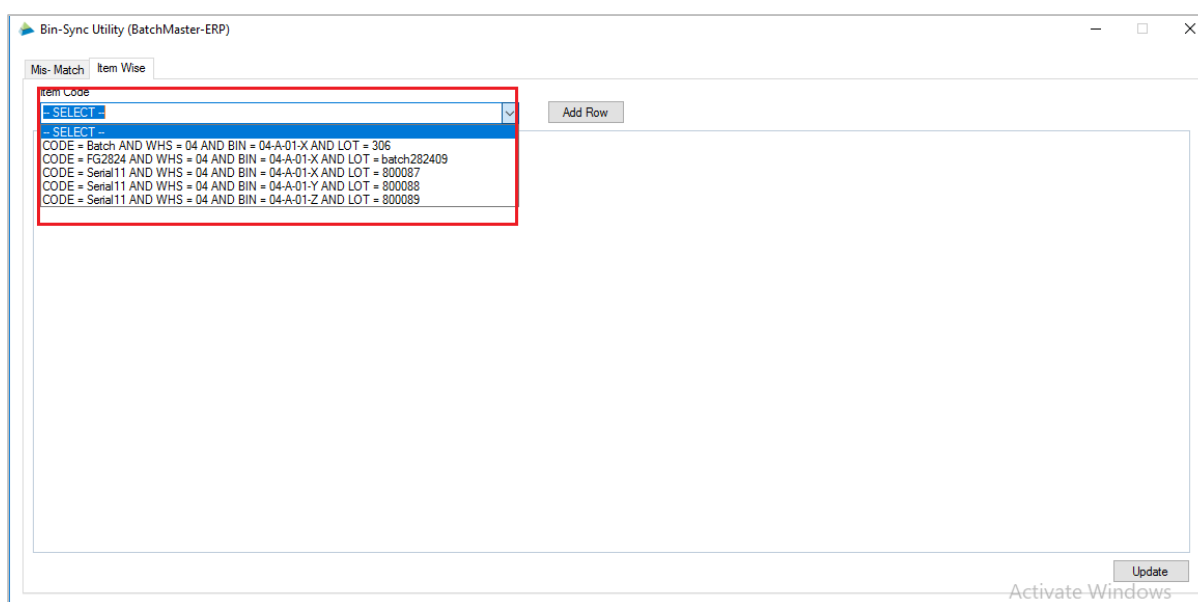 Bin-Sync Utility (BatchMaster-ERP)
Mis- Match Item Wise
Item Code
-- SELECT -- Add Row
-- SELECT --
CODE = Batch AND WHS = 04 AND BIN = 04-A-01-X AND LOT = 306
CODE = FG2824 AND WHS = 04 AND BIN = 04-A-01-X AND LOT = batch282409
CODE = Serial11 AND WHS = 04 AND BIN = 04-A-01-X AND LOT = 800087
CODE = Serial11 AND WHS = 04 AND BIN = 04-A-01-Y AND LOT = 800088
CODE = Serial11 AND WHS = 04 AND BIN = 04-A-01-Z AND LOT = 800089
Update
Activate Windows